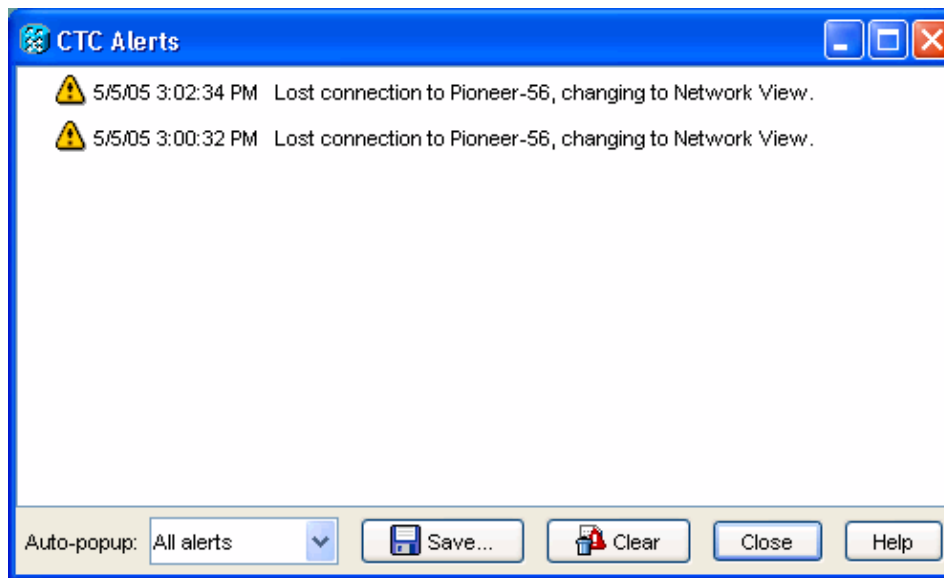 CTC Alerts
5/5/05 3:02:34 PM Lost connection to Pioneer-56, changing to Network View.
5/5/05 3:00:32 PM Lost connection to Pioneer-56, changing to Network View.
Auto-popup: All alerts Save... Clear Close Help